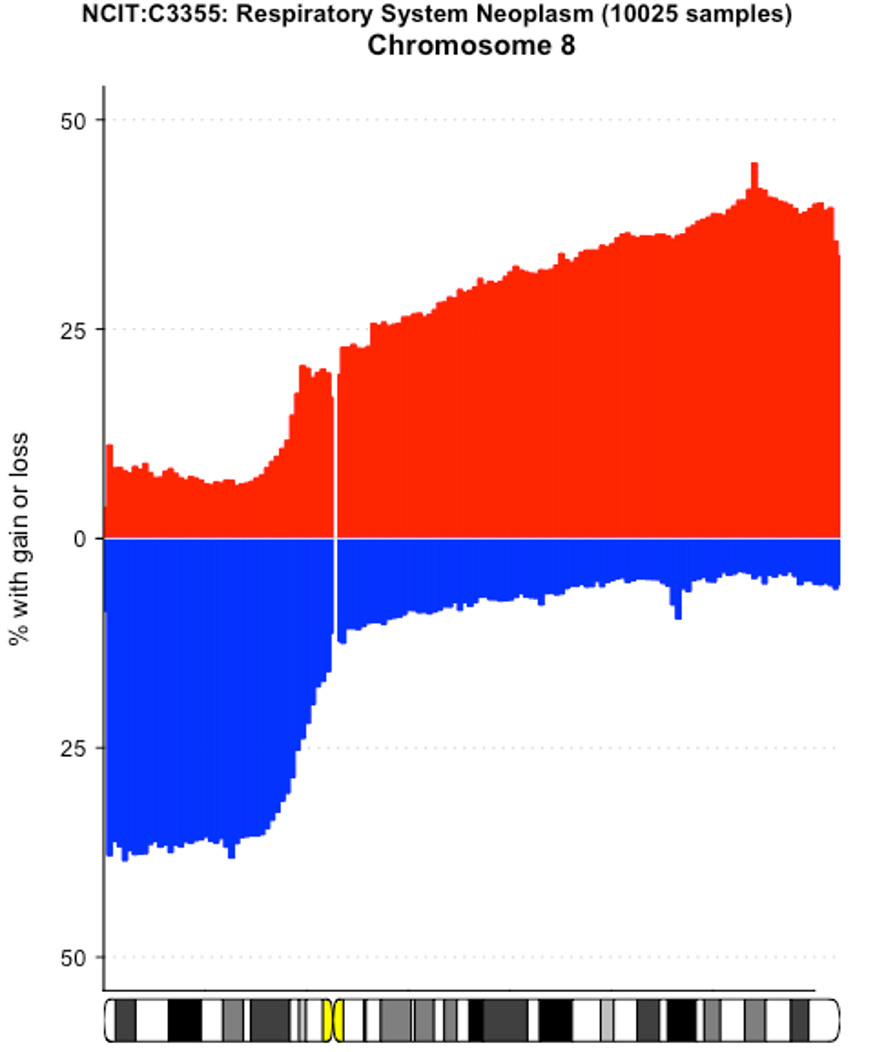 NCIT:C3355: Respiratory System Neoplasm (10025 samples)
Chromosome 8
50
25
0
25
50
% with gain or loss